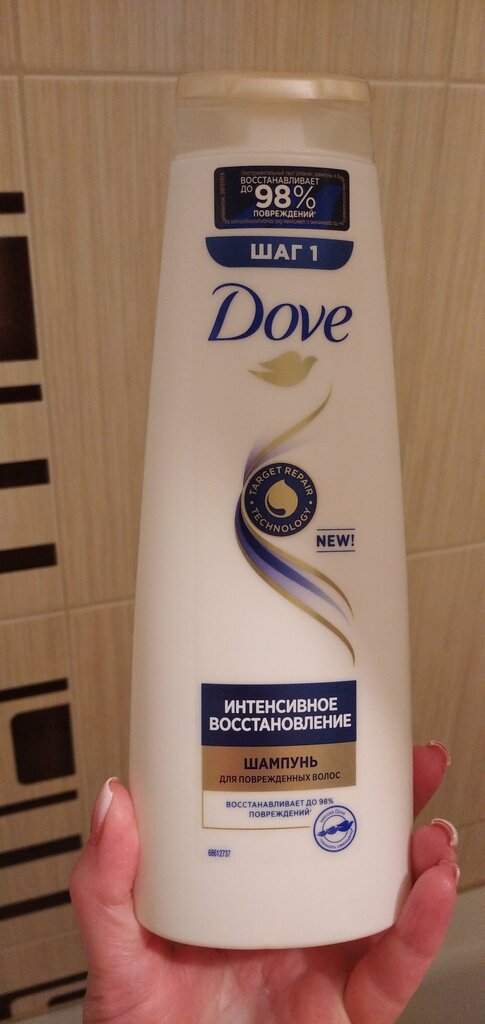 ВОССТАНАВЛИВАЕТ
ДО 98%
ПОВРЕЖДЕНИЙ*
ШАГ 1
Dove
TARGET REPAIR
TECHNOLOGY
NEW!
ИНТЕНСИВНОЕ
ВОССТАНОВЛЕНИЕ
ШАМПУНЬ
ДЛЯ ПОВРЕЖДЕННЫХ ВОЛОС
ВОССТАНАВЛИВАЕТ ДО 98%
ПОВРЕЖДЕНИЙ*
68612737